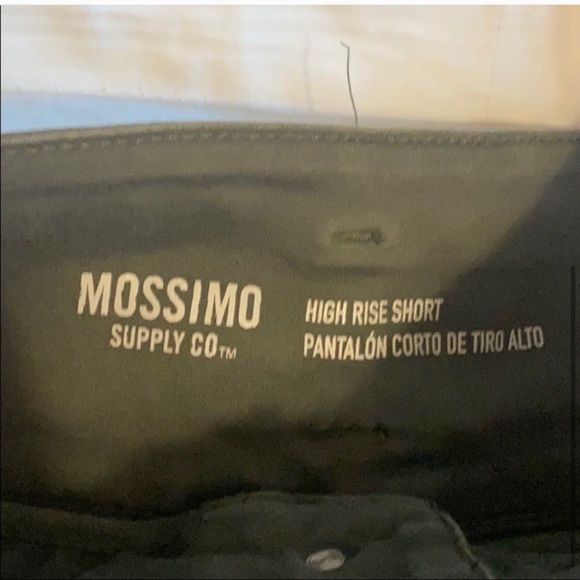 MOSSIMO
SUPPLY CO™
HIGH RISE SHORT
PANTALÓN CORTO DE TIRO ALTO